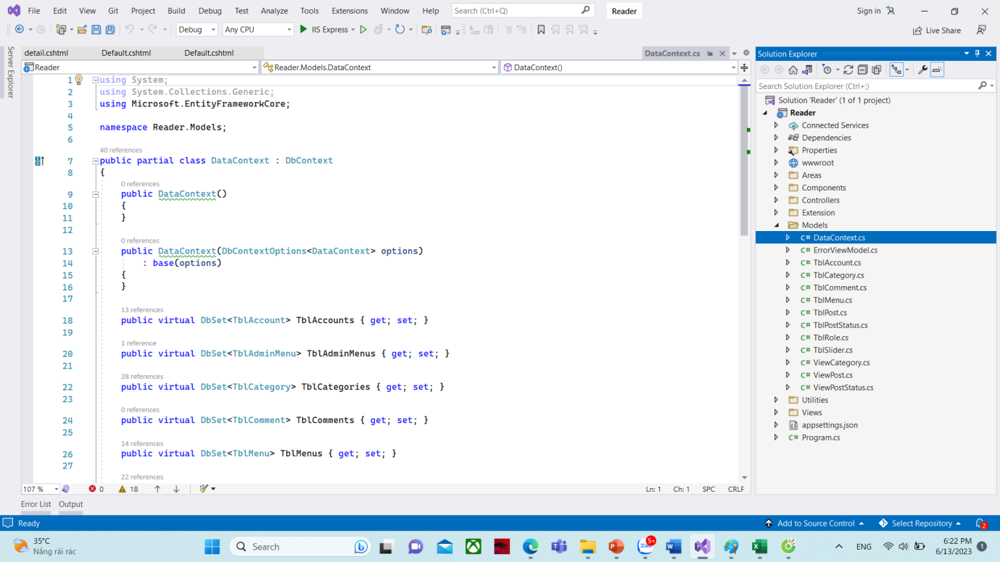 File Edit View Git Project Build Debug Test Analyze Tools Extensions Window Help Search (Ctrl+Q) Reader Sign in
Debug Any CPU IIS Express Live Share
Server Explorer
detail.cshtml Default.cshtml Default.cshtml DataContext.cs
Reader Reader.Models.DataContext DataContext()
1 using System;
2 using System.Collections.Generic;
3 using Microsoft.EntityFrameworkCore;
4
5 namespace Reader.Models;
6
40 references
7 public partial class DataContext : DbContext
8 {
0 references
9 public DataContext()
10 {
11 }
12
0 references
13 public DataContext(DbContextOptions<DataContext> options)
14 : base(options)
15 {
16 }
17
13 references
18 public virtual DbSet<TblAccount> TblAccounts { get; set; }
19
1 reference
20 public virtual DbSet<TblAdminMenu> TblAdminMenus { get; set; }
21
28 references
22 public virtual DbSet<TblCategory> TblCategories { get; set; }
23
0 references
24 public virtual DbSet<TblComment> TblComments { get; set; }
25
14 references
26 public virtual DbSet<TblMenu> TblMenus { get; set; }
27
22 references
107 % 0 18 Ln: 1 Ch: 1 SPC CRLF
Error List Output
Solution Explorer
Search Solution Explorer (Ctrl+;)
Solution 'Reader' (1 of 1 project)
Reader
Connected Services
Dependencies
Properties
wwwroot
Areas
Components
Controllers
Extension
Models
C# DataContext.cs
C# ErrorViewModel.cs
C# TblAccount.cs
C# TblCategory.cs
C# TblComment.cs
C# TblMenu.cs
C# TblPost.cs
C# TblPostStatus.cs
C# TblRole.cs
C# TblSlider.cs
C# ViewCategory.cs
C# ViewPost.cs
C# ViewPostStatus.cs
Utilities
Views
appsettings.json
C# Program.cs
Ready Add to Source Control Select Repository 2
35°C
Nắng rải rác
Search
Zalo 5+
ENG
6:22 PM
6/13/2023
1